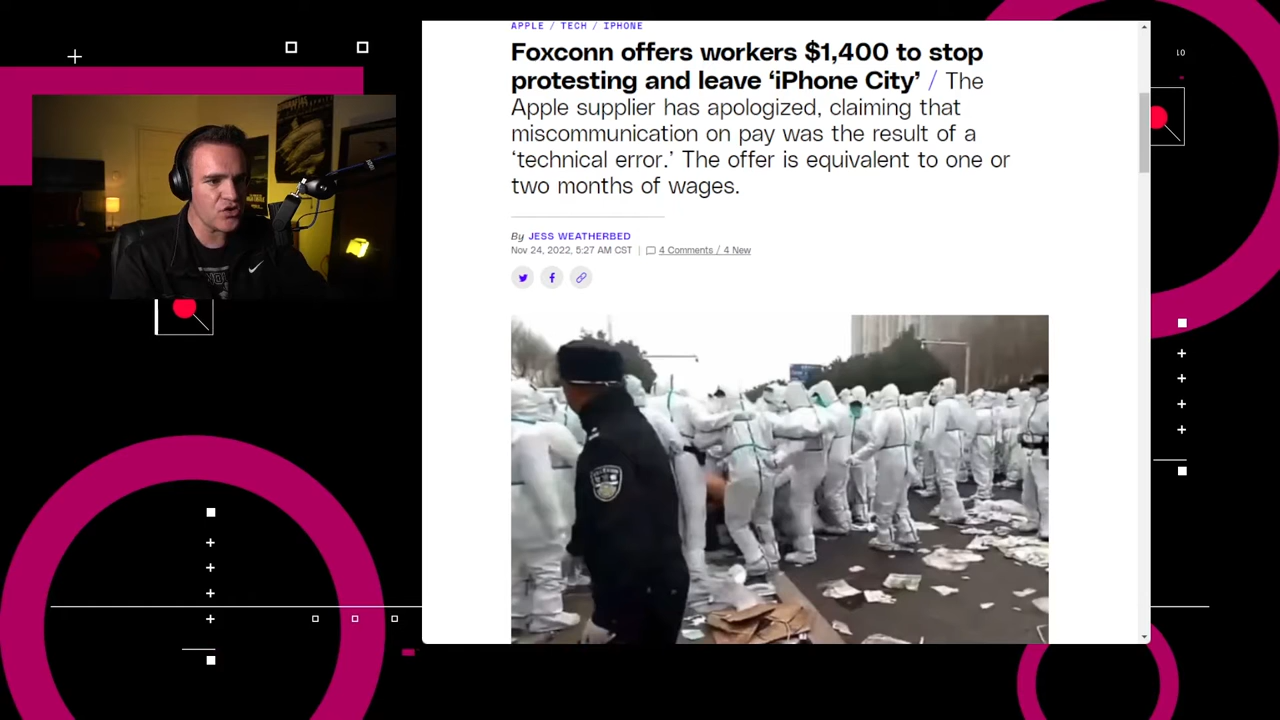 APPLE / TECH / IPHONE
Foxconn offers workers $1,400 to stop
protesting and leave ‘iPhone City’ / The
Apple supplier has apologized, claiming that
miscommunication on pay was the result of a
‘technical error.’ The offer is equivalent to one or
two months of wages.
By JESS WEATHERBED
Nov 24, 2022, 5:27 AM CST | 4 Comments / 4 New